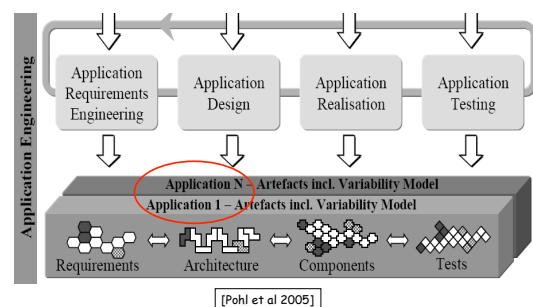 Application Engineering
Application
Requirements
Engineering
Application
Design
Application
Realisation
Application
Testing
Application N – Artefacts incl. Variability Model
Application 1 – Artefacts incl. Variability Model
Requirements
Architecture
Components
Tests
[Pohl et al 2005]